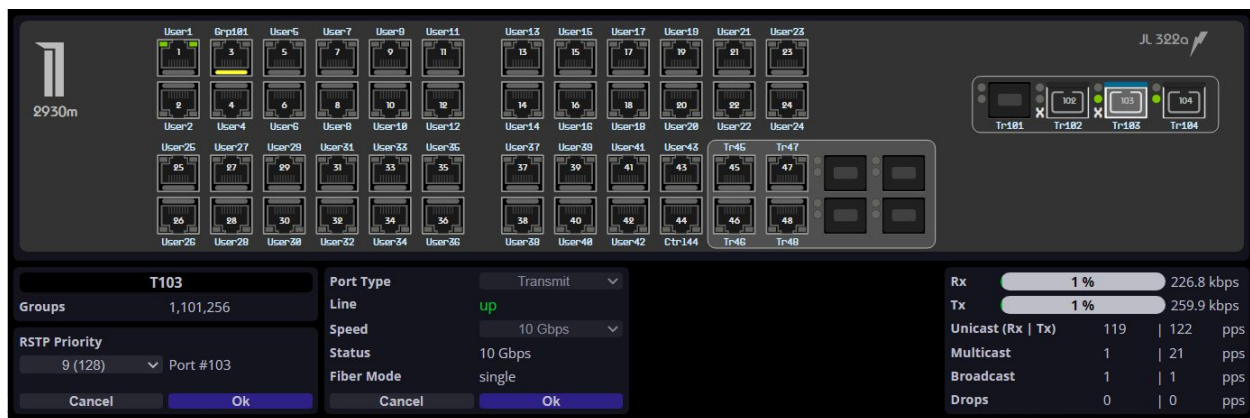 User1 Grp101 User5 User7 User9 User11 User13 User15 User17 User19 User21 User23
JL 322a
1 3 5 7 9 11 13 15 17 19 21 23
2930m
2 4 6 8 10 12 14 16 18 20 22 24 102 103 104
X X
User2 User4 User6 User8 User10 User12 User14 User16 User18 User20 User22 User24 Tr101 Tr102 Tr103 Tr104
User25 User27 User29 User31 User33 User35 User37 User39 User41 User43 Tr45 Tr47
25 27 29 31 33 35 37 39 41 43 45 47
26 28 30 32 34 36 38 40 42 44 46 48
User26 User28 User30 User32 User34 User36 User38 User40 User42 Ctrl44 Tr46 Tr48
T103
Groups 1,101,256
RSTP Priority
9 (128) Port #103
Cancel Ok
Port Type Transmit
Line up
Speed 10 Gbps
Status 10 Gbps
Fiber Mode single
Cancel Ok
Rx 1 % 226.8 kbps
Tx 1 % 259.9 kbps
Unicast (Rx | Tx) 119 | 122 pps
Multicast 1 | 21 pps
Broadcast 1 | 1 pps
Drops 0 | 0 pps